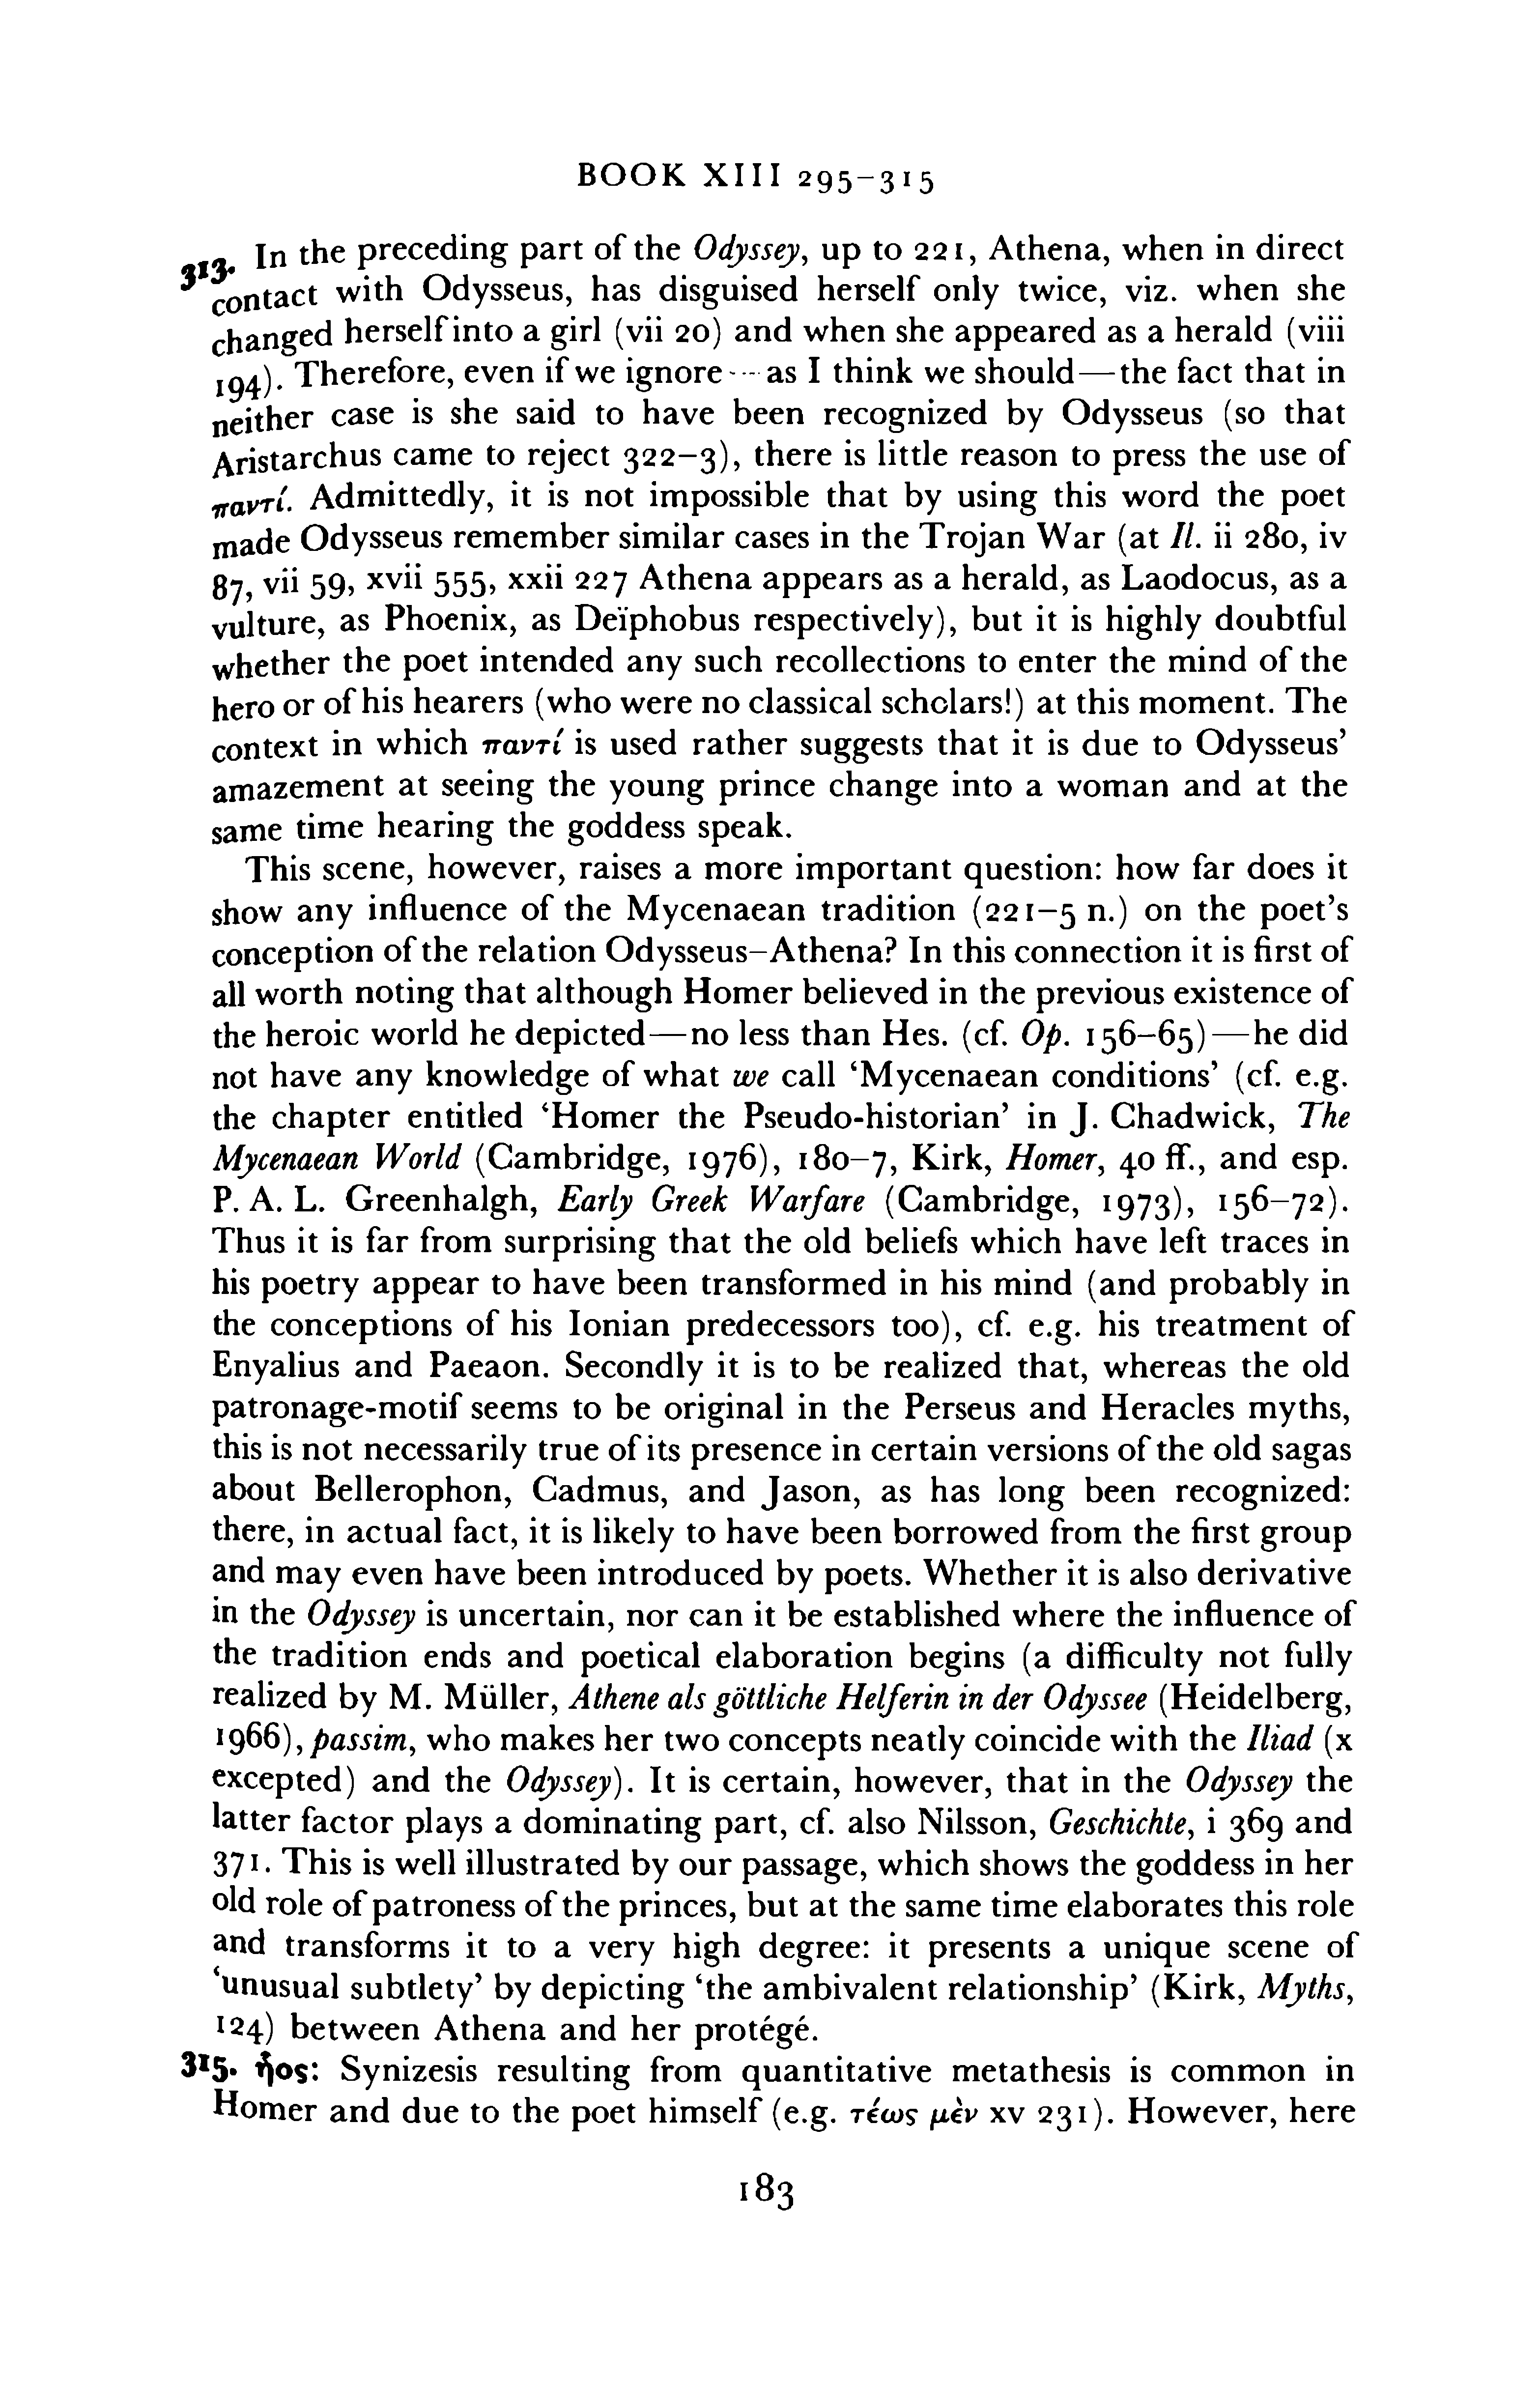 BOOK XIII 295–315
313. In the preceding part of the Odyssey, up to 221, Athena, when in direct
contact with Odysseus, has disguised herself only twice, viz. when she
changed herself into a girl (vii 20) and when she appeared as a herald (viii
194). Therefore, even if we ignore—as I think we should—the fact that in
neither case is she said to have been recognized by Odysseus (so that
Aristarchus came to reject 322–3), there is little reason to press the use of
παντί. Admittedly, it is not impossible that by using this word the poet
made Odysseus remember similar cases in the Trojan War (at Il. ii 280, iv
87, vii 59, xvii 555, xxii 227 Athena appears as a herald, as Laodocus, as a
vulture, as Phoenix, as Deïphobus respectively), but it is highly doubtful
whether the poet intended any such recollections to enter the mind of the
hero or of his hearers (who were no classical scholars!) at this moment. The
context in which παντί is used rather suggests that it is due to Odysseus’
amazement at seeing the young prince change into a woman and at the
same time hearing the goddess speak.
This scene, however, raises a more important question: how far does it
show any influence of the Mycenaean tradition (221–5 n.) on the poet’s
conception of the relation Odysseus–Athena? In this connection it is first of
all worth noting that although Homer believed in the previous existence of
the heroic world he depicted—no less than Hes. (cf. Op. 156–65)—he did
not have any knowledge of what we call ‘Mycenaean conditions’ (cf. e.g.
the chapter entitled ‘Homer the Pseudo-historian’ in J. Chadwick, The
Mycenaean World (Cambridge, 1976), 180–7, Kirk, Homer, 40 ff., and esp.
P. A. L. Greenhalgh, Early Greek Warfare (Cambridge, 1973), 156–72).
Thus it is far from surprising that the old beliefs which have left traces in
his poetry appear to have been transformed in his mind (and probably in
the conceptions of his Ionian predecessors too), cf. e.g. his treatment of
Enyalius and Paeaon. Secondly it is to be realized that, whereas the old
patronage-motif seems to be original in the Perseus and Heracles myths,
this is not necessarily true of its presence in certain versions of the old sagas
about Bellerophon, Cadmus, and Jason, as has long been recognized:
there, in actual fact, it is likely to have been borrowed from the first group
and may even have been introduced by poets. Whether it is also derivative
in the Odyssey is uncertain, nor can it be established where the influence of
the tradition ends and poetical elaboration begins (a difficulty not fully
realized by M. Müller, Athene als göttliche Helferin in der Odyssee (Heidelberg,
1966), passim, who makes her two concepts neatly coincide with the Iliad (x
excepted) and the Odyssey). It is certain, however, that in the Odyssey the
latter factor plays a dominating part, cf. also Nilsson, Geschichte, i 369 and
371. This is well illustrated by our passage, which shows the goddess in her
old role of patroness of the princes, but at the same time elaborates this role
and transforms it to a very high degree: it presents a unique scene of
‘unusual subtlety’ by depicting ‘the ambivalent relationship’ (Kirk, Myths,
124) between Athena and her protégé.
315. ἧος: Synizesis resulting from quantitative metathesis is common in
Homer and due to the poet himself (e.g. τέως μὲν xv 231). However, here
183